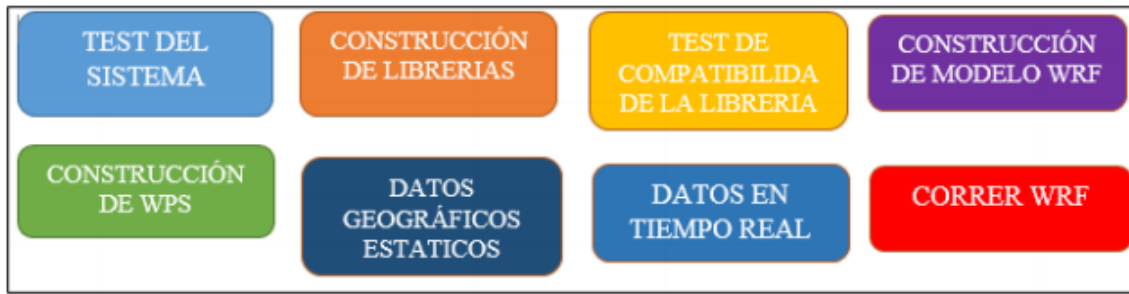 TEST DEL
SISTEMA
CONSTRUCCIÓN
DE LIBRERIAS
TEST DE
COMPATIBILIDA
DE LA LIBRERIA
CONSTRUCCIÓN
DE MODELO WRF
CONSTRUCCIÓN
DE WPS
DATOS
GEOGRÁFICOS
ESTATICOS
DATOS EN
TIEMPO REAL
CORRER WRF